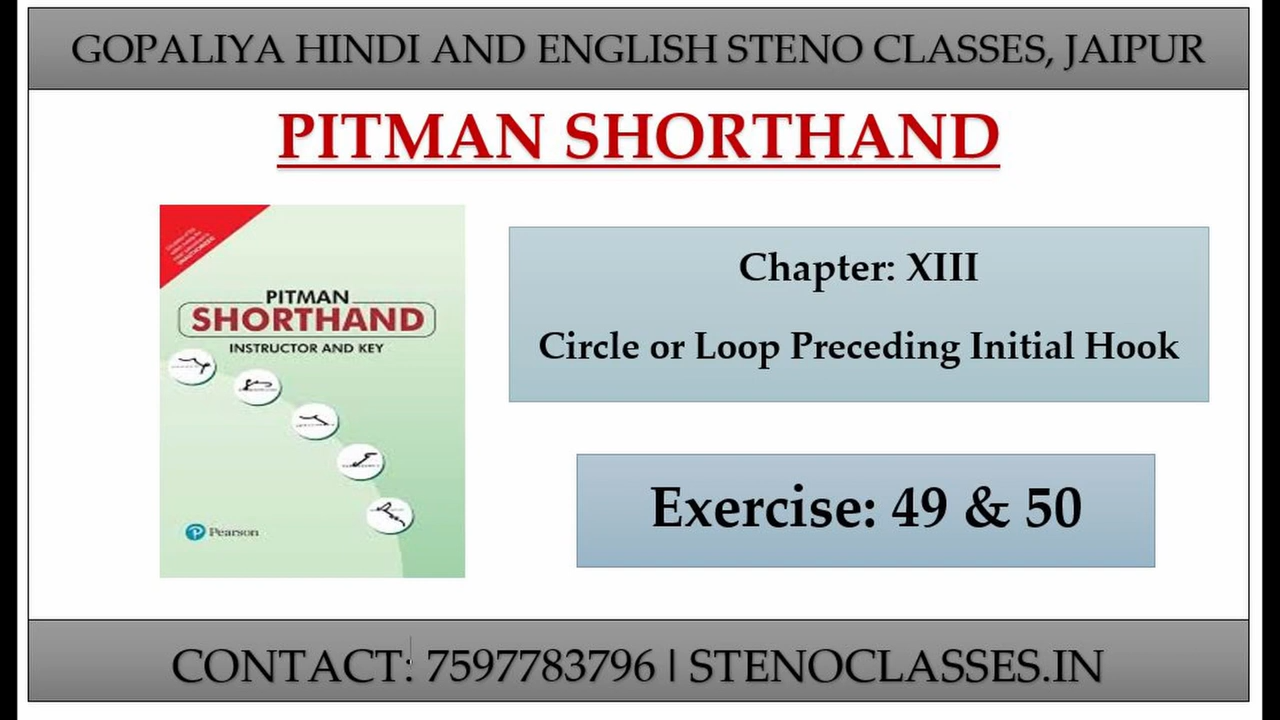 GOPALIYA HINDI AND ENGLISH STENO CLASSES, JAIPUR
PITMAN SHORTHAND
PITMAN
SHORTHAND
INSTRUCTOR AND KEY
Pearson
Chapter: XIII
Circle or Loop Preceding Initial Hook
Exercise: 49 & 50
CONTACT: 7597783796 | STENOCLASSES.IN